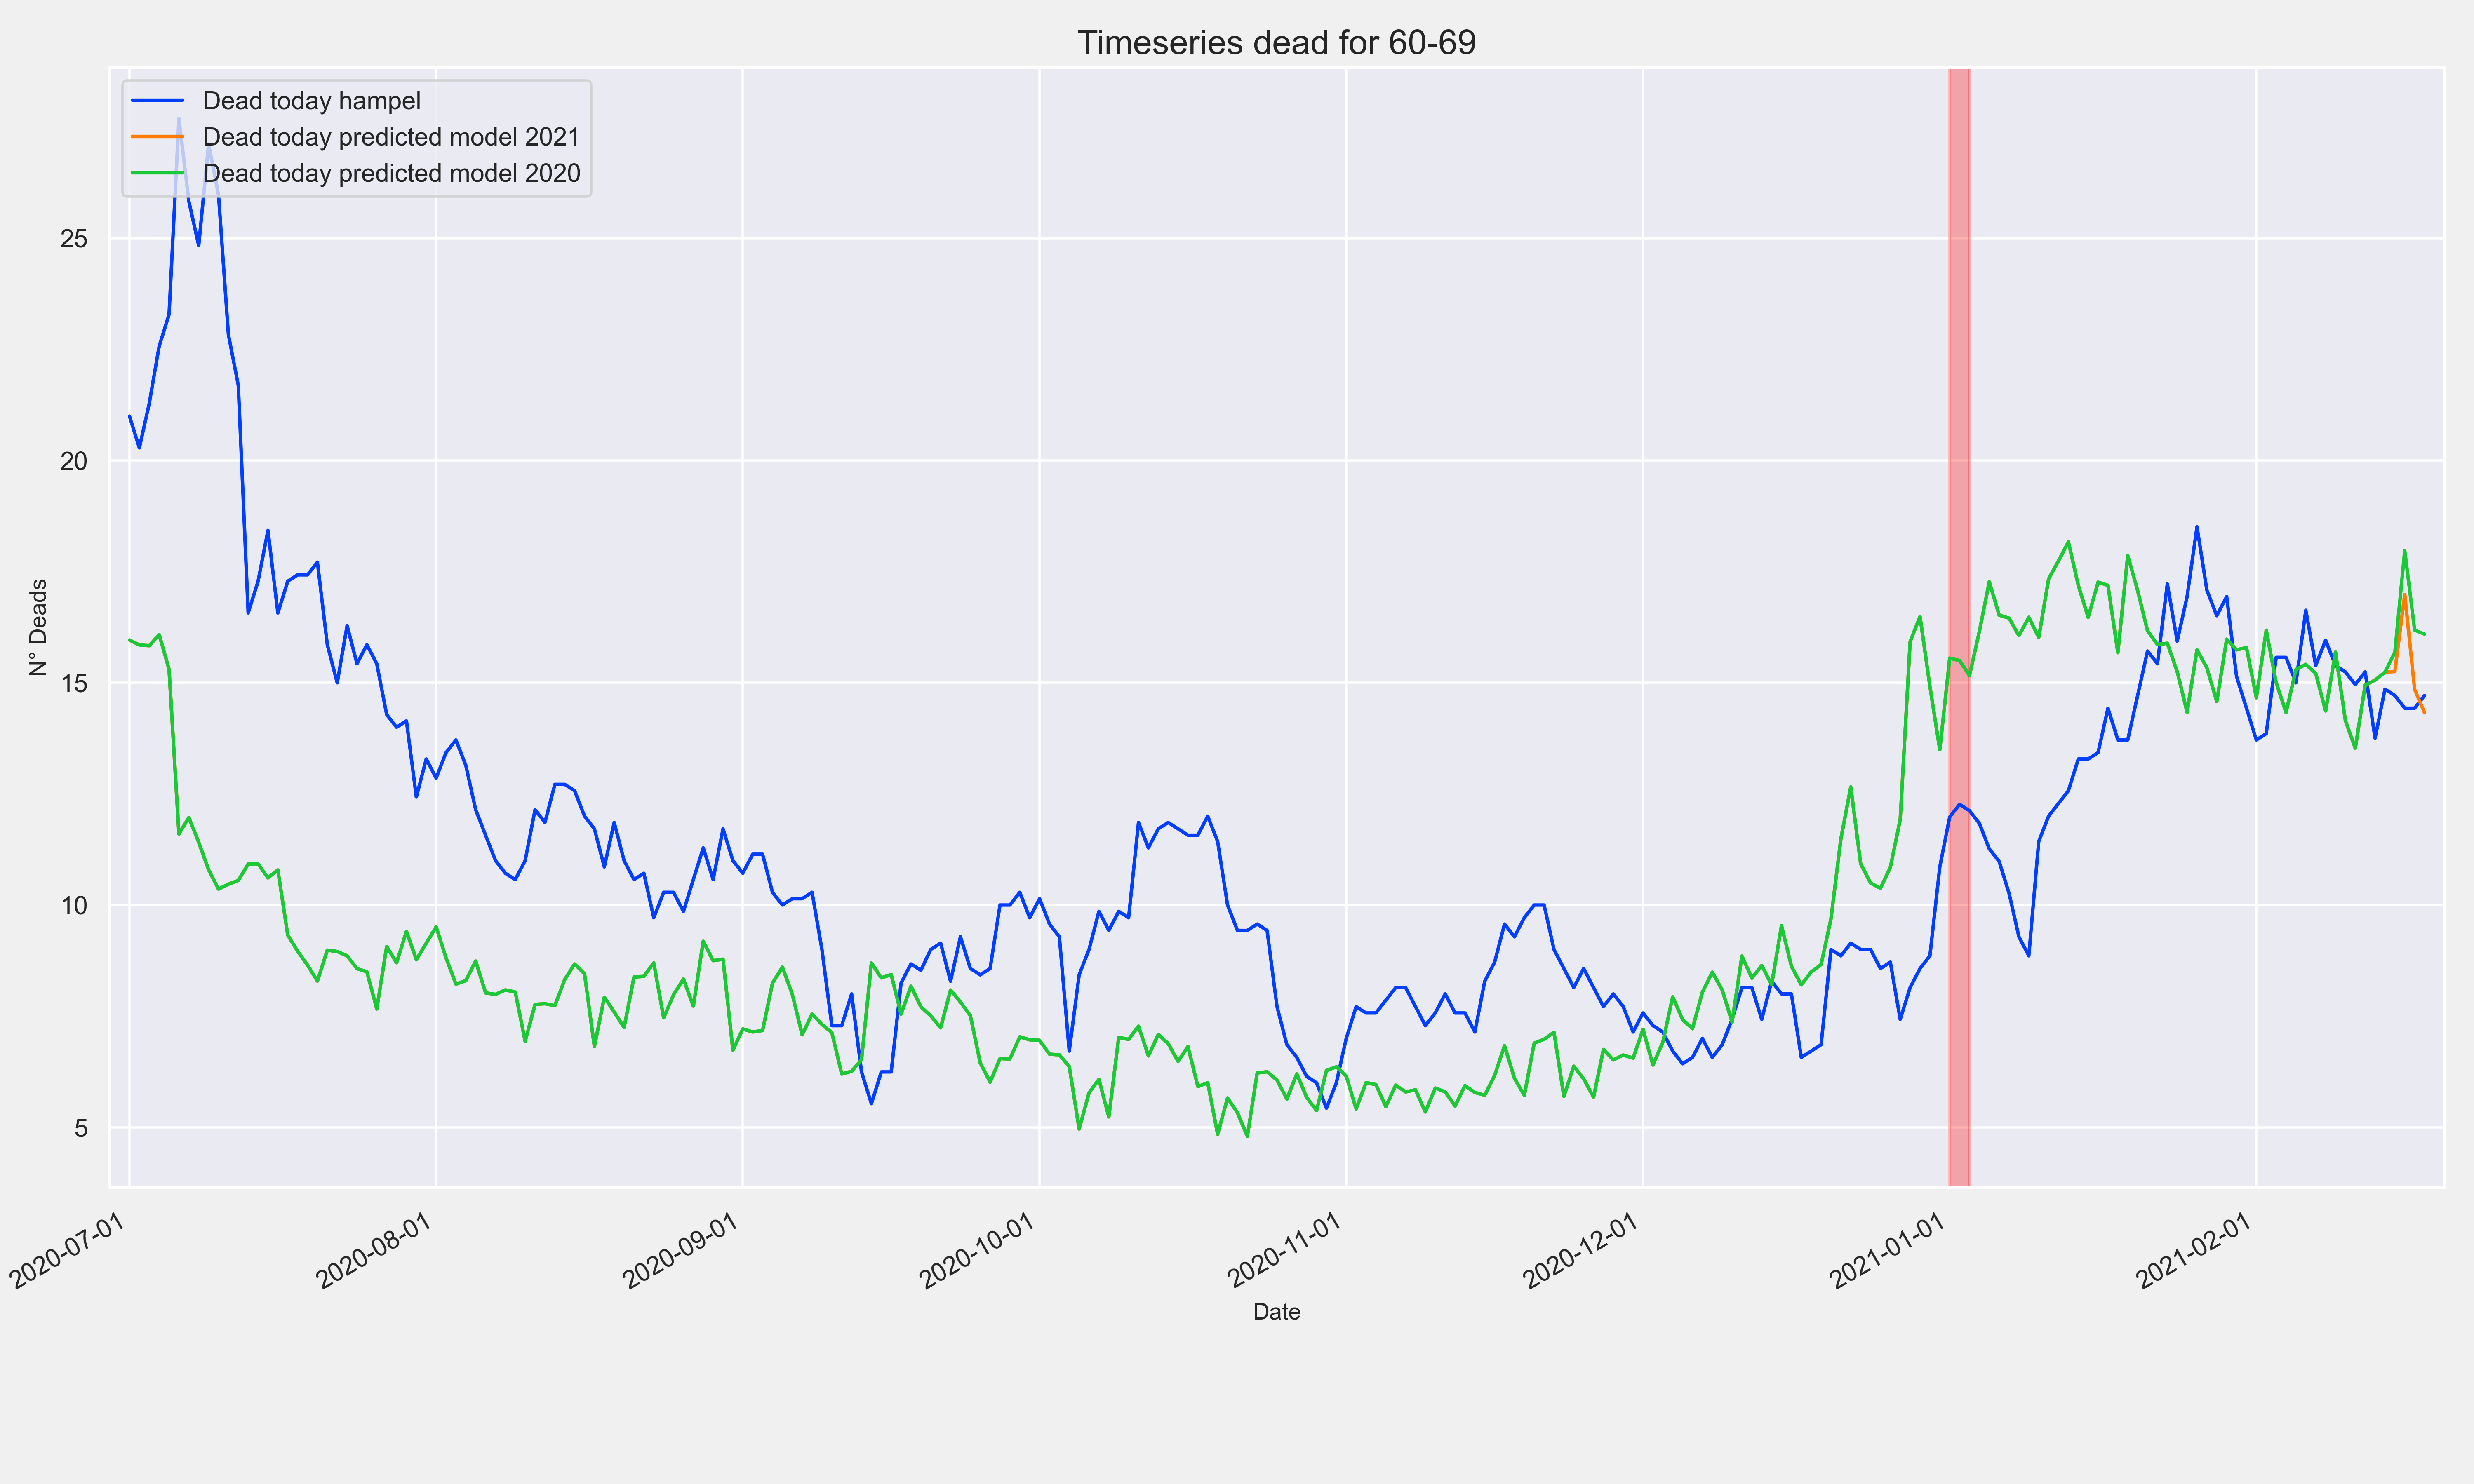 Timeseries dead for 60-69
Dead today hampel
Dead today predicted model 2021
Dead today predicted model 2020
25
20
15
10
5
N° Deads
2020-07-01
2020-08-01
2020-09-01
2020-10-01
2020-11-01
2020-12-01
2021-01-01
2021-02-01
Date